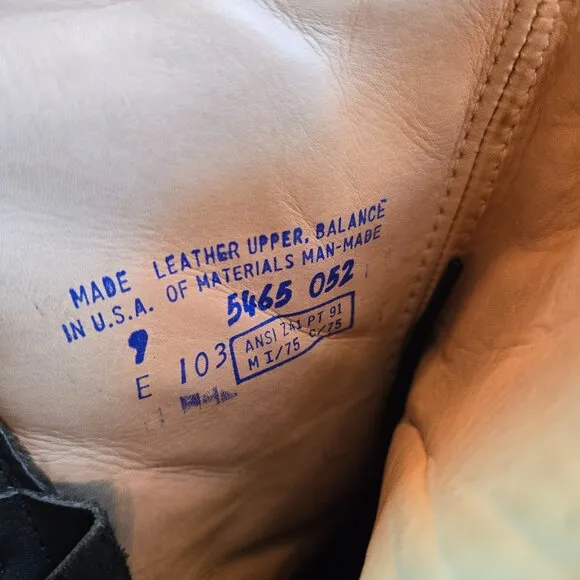 MADE LEATHER UPPER, BALANCE
IN U.S.A. OF MATERIALS MAN-MADE
9 5465 052
E 103 ANSI Z41 PT 91
M I/75 C/75